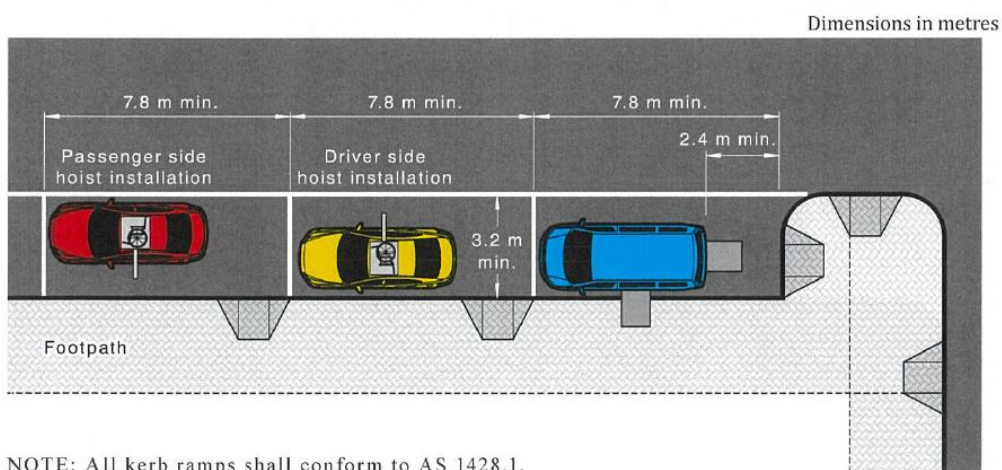 Dimensions in metres
7.8 m min.
7.8 m min.
7.8 m min.
2.4 m min.
Passenger side
hoist installation
Driver side
hoist installation
3.2 m
min.
Footpath
NOTE: All kerb ramps shall conform to AS 1428.1.